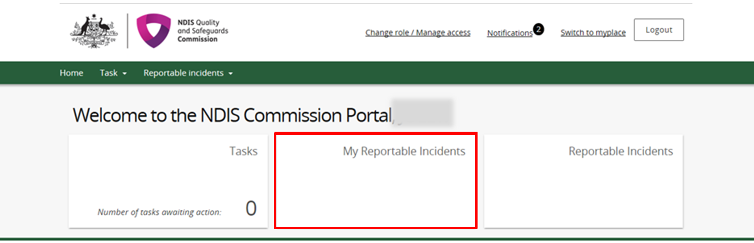 NDIS Quality
and Safeguards
Commission
Change role / Manage access
Notifications 2
Switch to myplace
Logout
Home Task Reportable incidents
Welcome to the NDIS Commission Portal,
Tasks
Number of tasks awaiting action: 0
My Reportable Incidents
Reportable Incidents